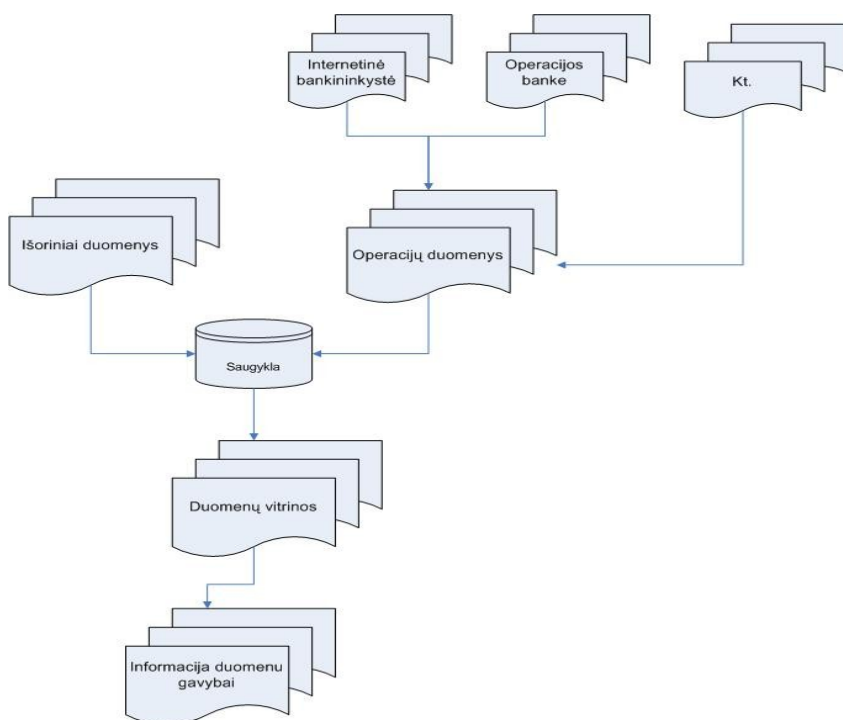 Internetinė
bankininkystė
Operacijos
banke
Kt.
Išoriniai duomenys
Operacijų duomenys
Saugykla
Duomenų vitrinos
Informacija duomenu
gavybai